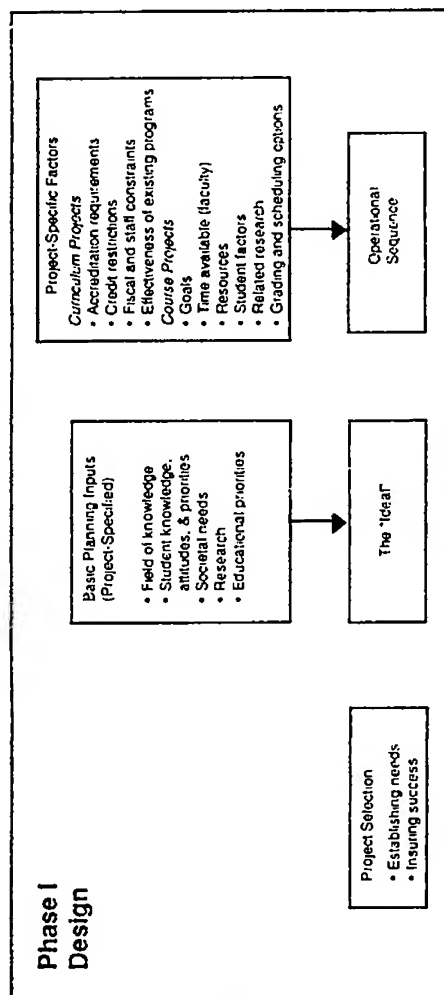 Phase I
Design
Project Selection
• Establishing needs
• Insuring success
Basic Planning Inputs
(Project-Specified)
• Field of knowledge
• Student knowledge,
attitudes, & priorities
• Societal needs
• Research
• Educational priorities
The "Ideal"
Project-Specific Factors
Curriculum Projects
• Accreditation requirements
• Credit restrictions
• Fiscal and staff constraints
• Effectiveness of existing programs
Course Projects
• Goals
• Time available (faculty)
• Resources
• Student factors
• Related research
• Grading and scheduling options
Operational
Sequence